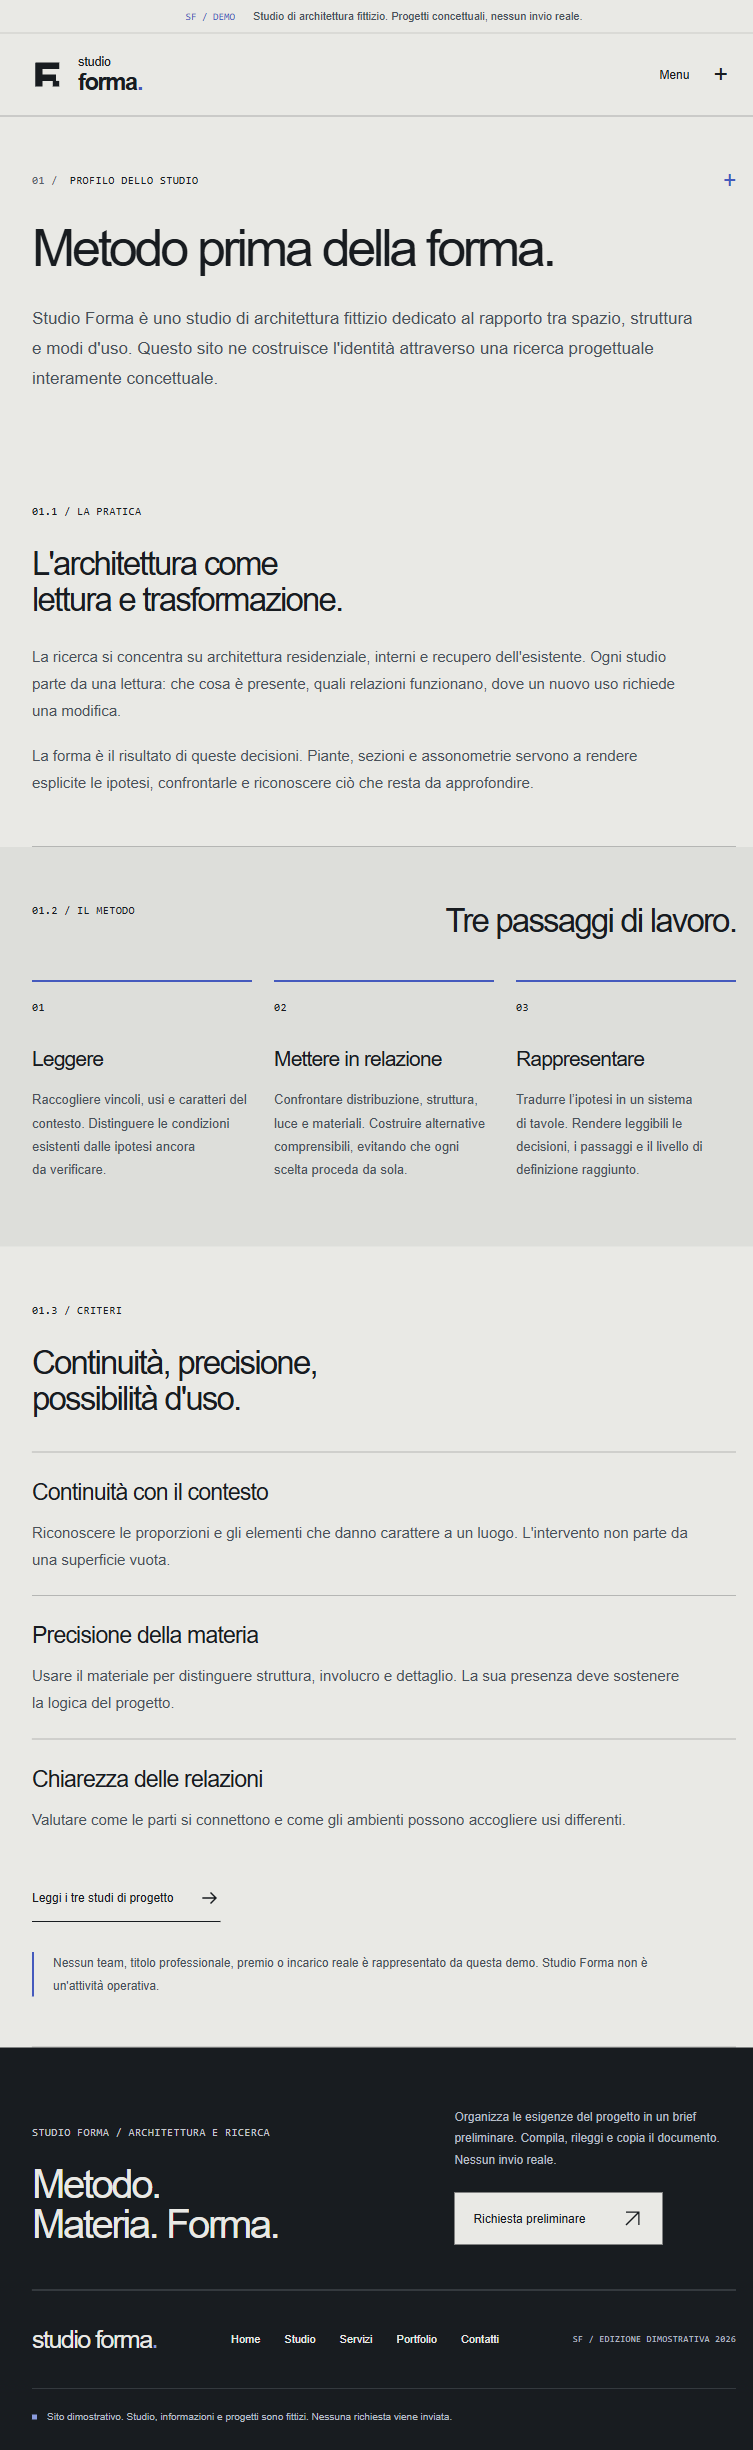 SF / DEMO Studio di architettura fittizio. Progetti concettuali, nessun invio reale.
studio
forma.
Menu +
01 / PROFILO DELLO STUDIO +
Metodo prima della forma.
Studio Forma è uno studio di architettura fittizio dedicato al rapporto tra spazio, struttura
e modi d'uso. Questo sito ne costruisce l'identità attraverso una ricerca progettuale
interamente concettuale.
01.1 / LA PRATICA
L'architettura come
lettura e trasformazione.
La ricerca si concentra su architettura residenziale, interni e recupero dell'esistente. Ogni studio
parte da una lettura: che cosa è presente, quali relazioni funzionano, dove un nuovo uso richiede
una modifica.
La forma è il risultato di queste decisioni. Piante, sezioni e assonometrie servono a rendere
esplicite le ipotesi, confrontarle e riconoscere ciò che resta da approfondire.
01.2 / IL METODO
Tre passaggi di lavoro.
01
Leggere
Raccogliere vincoli, usi e caratteri del
contesto. Distinguere le condizioni
esistenti dalle ipotesi ancora
da verificare.
02
Mettere in relazione
Confrontare distribuzione, struttura,
luce e materiali. Costruire alternative
comprensibili, evitando che ogni
scelta proceda da sola.
03
Rappresentare
Tradurre l'ipotesi in un sistema
di tavole. Rendere leggibili le
decisioni, i passaggi e il livello di
definizione raggiunto.
01.3 / CRITERI
Continuità, precisione,
possibilità d'uso.
Continuità con il contesto
Riconoscere le proporzioni e gli elementi che danno carattere a un luogo. L'intervento non parte da
una superficie vuota.
Precisione della materia
Usare il materiale per distinguere struttura, involucro e dettaglio. La sua presenza deve sostenere
la logica del progetto.
Chiarezza delle relazioni
Valutare come le parti si connettono e come gli ambienti possono accogliere usi differenti.
Leggi i tre studi di progetto
Nessun team, titolo professionale, premio o incarico reale è rappresentato da questa demo. Studio Forma non è
un'attività operativa.
STUDIO FORMA / ARCHITETTURA E RICERCA
Metodo.
Materia. Forma.
Organizza le esigenze del progetto in un brief
preliminare. Compila, rileggi e copia il documento.
Nessun invio reale.
Richiesta preliminare
studio forma.
Home Studio Servizi Portfolio Contatti
SF / EDIZIONE DIMOSTRATIVA 2026
Sito dimostrativo. Studio, informazioni e progetti sono fittizi. Nessuna richiesta viene inviata.